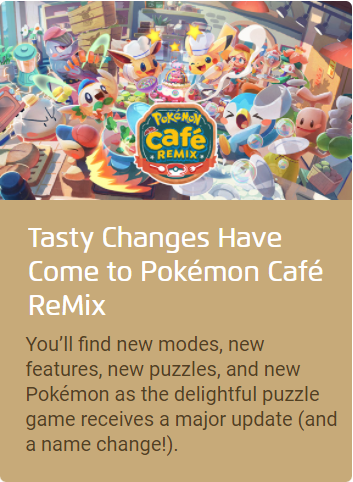 POKÉMON
Café
REMIX
Tasty Changes Have
Come to Pokémon Café
ReMix
You’ll find new modes, new
features, new puzzles, and new
Pokémon as the delightful puzzle
game receives a major update (and
a name change!).